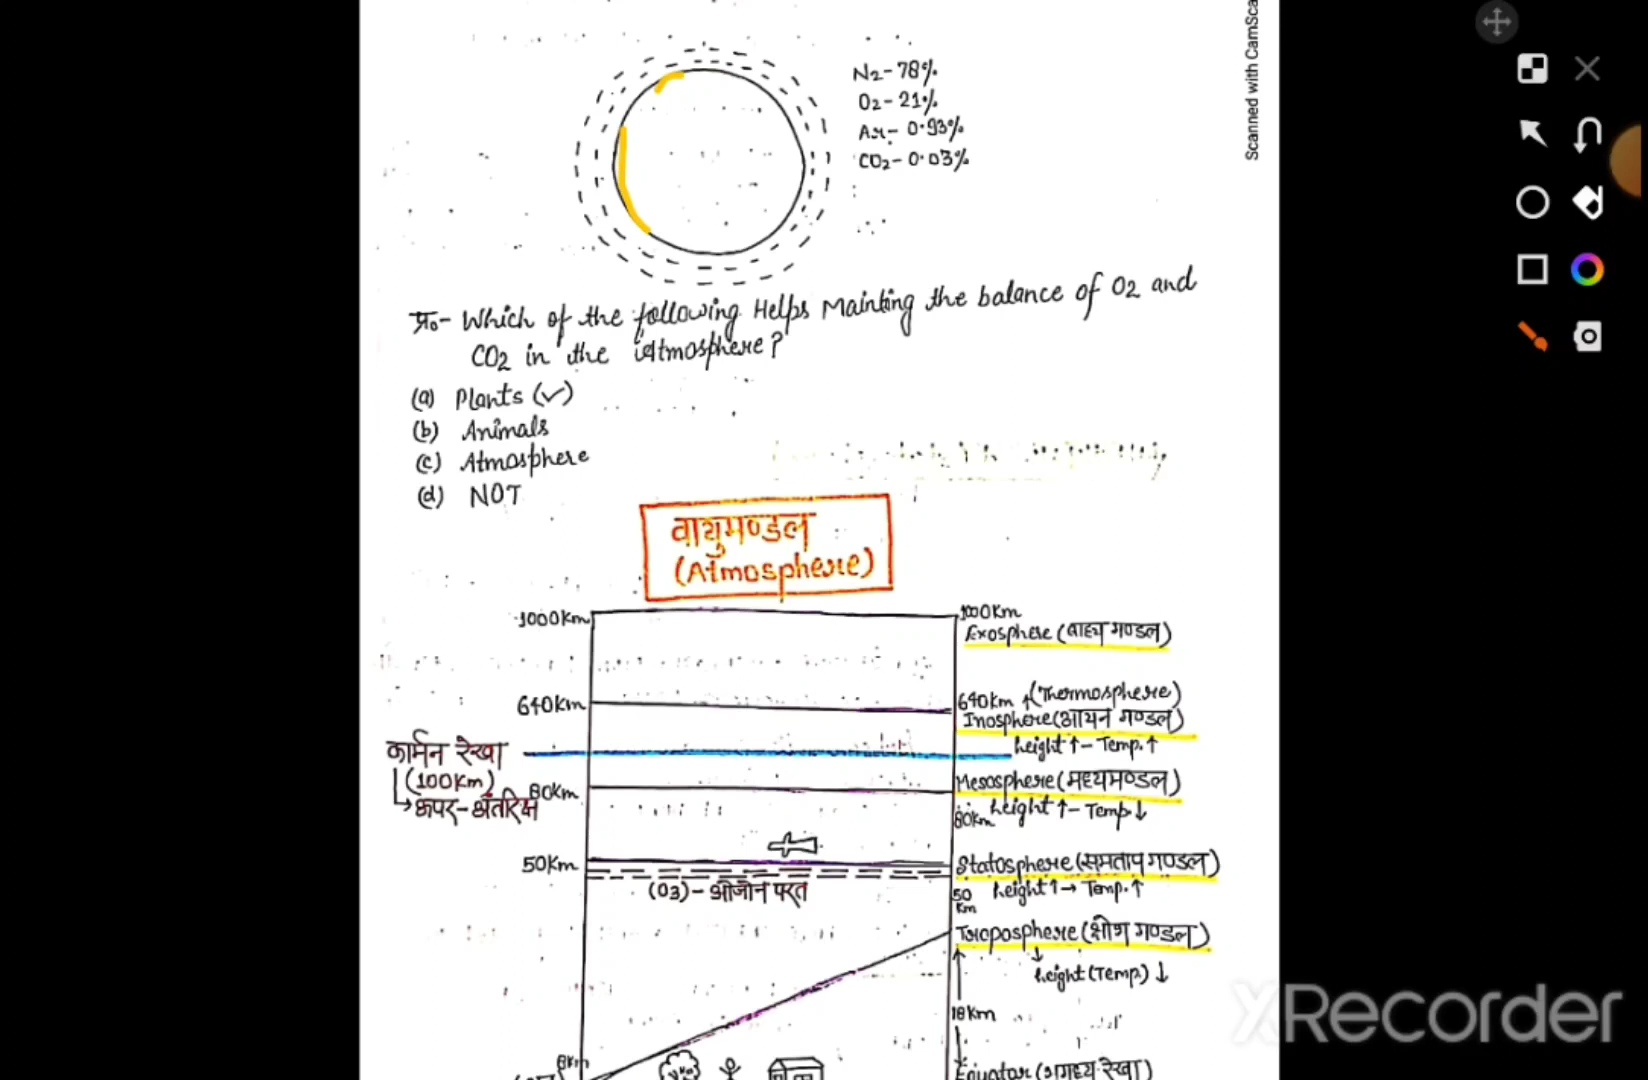 Scanned with CamSca
N2-78%
O2-21%
Ar-0.93%
CO2-0.03%
प्र०- Which of the following Helps Mainting the balance of O2 and
CO2 in the Atmosphere?
(a) Plants (✓)
(b) Animals
(c) Atmosphere
(d) NOT
वायुमण्डल
(Atmosphere)
1000Km
1000Km
Exosphere (बाह्य मण्डल)
640Km
640Km (Thermosphere)
Inosphere (आयन मण्डल)
height↑- Temp.↑
कार्मन रेखा
(100Km)
ऊपर-अंतरिक्ष
80Km
Mesosphere (मध्यमण्डल)
80Km height↑- Temp↓
50Km
Statosphere (समताप मण्डल)
(O3)- ओजोन परत
50 Km height↑→ Temp.↑
Troposphere (क्षोभ मण्डल)
↓
height (Temp) ↓
18Km
8Km
Equator
XRecorder